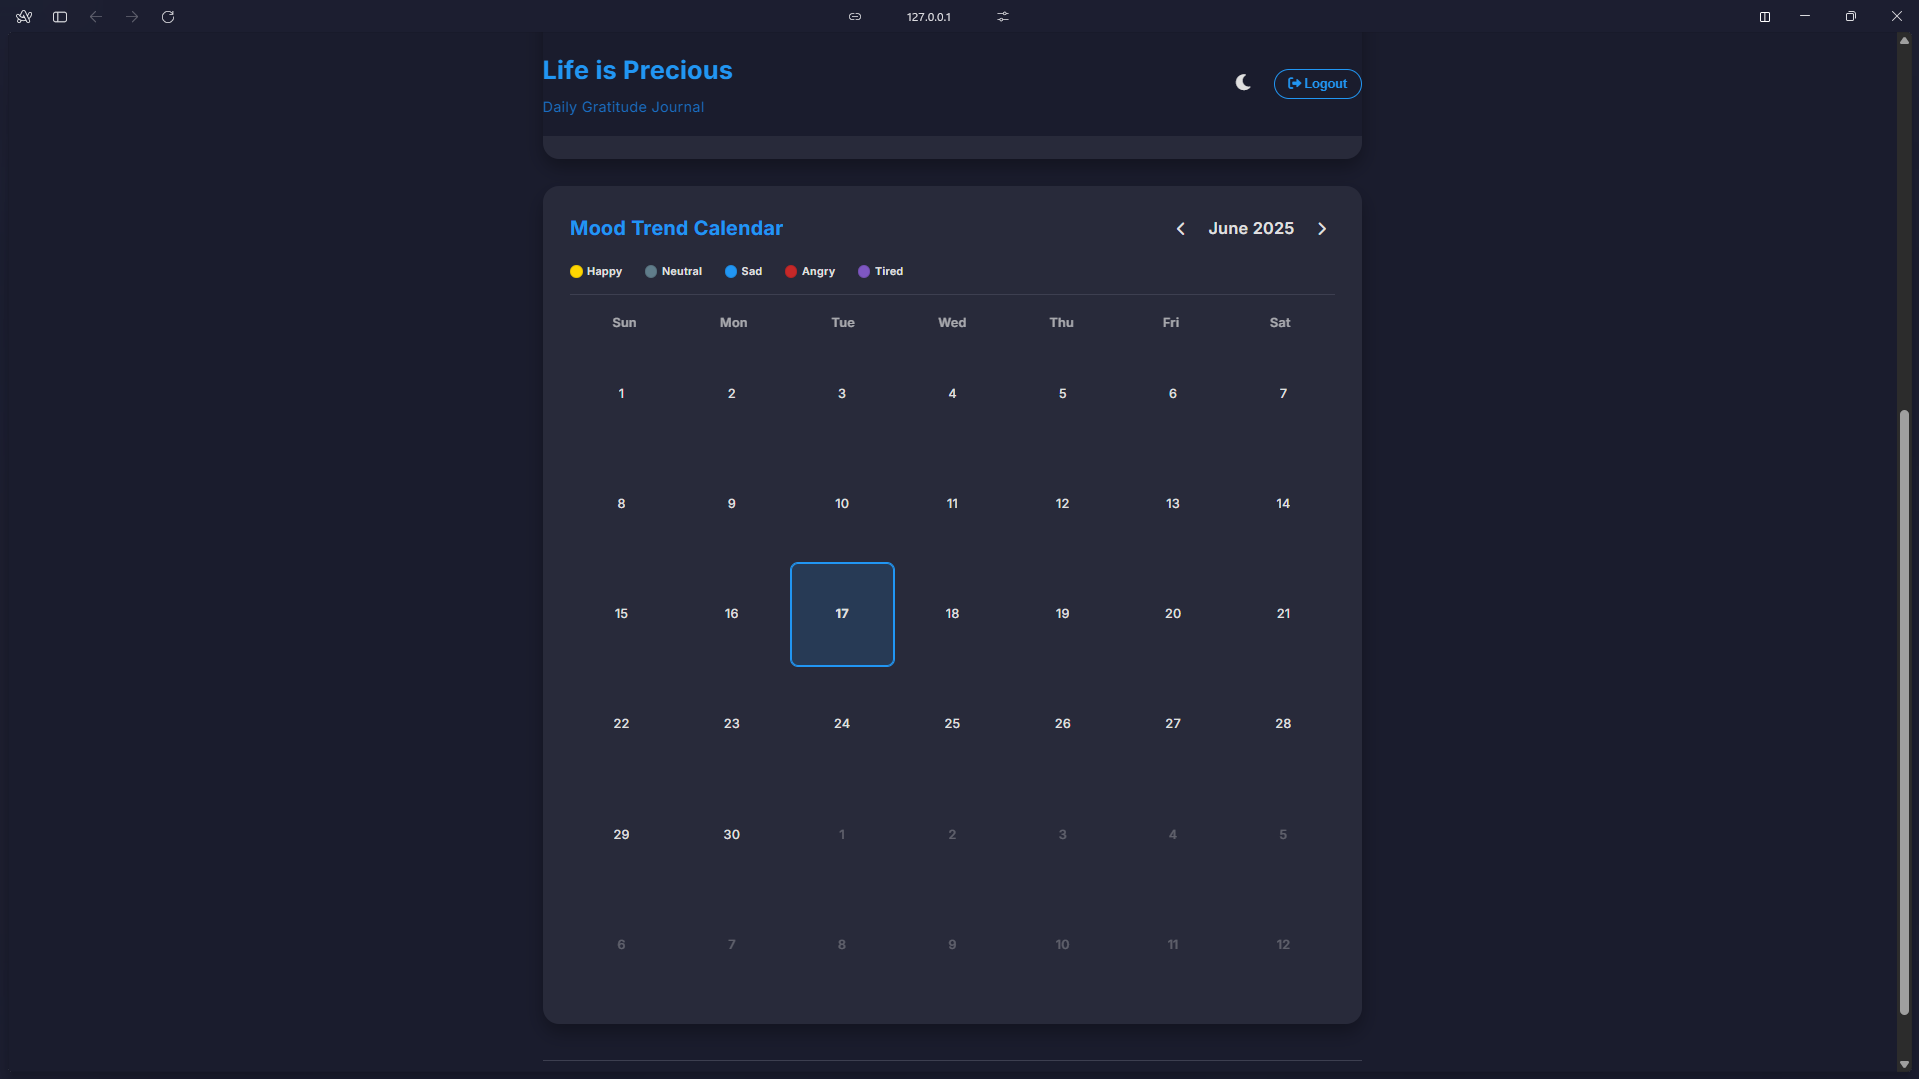 127.0.0.1
Life is Precious
Logout
Daily Gratitude Journal
Mood Trend Calendar
June 2025
Happy Neutral Sad Angry Tired
Sun Mon Tue Wed Thu Fri Sat
1 2 3 4 5 6 7
8 9 10 11 12 13 14
15 16 17 18 19 20 21
22 23 24 25 26 27 28
29 30 1 2 3 4 5
6 7 8 9 10 11 12